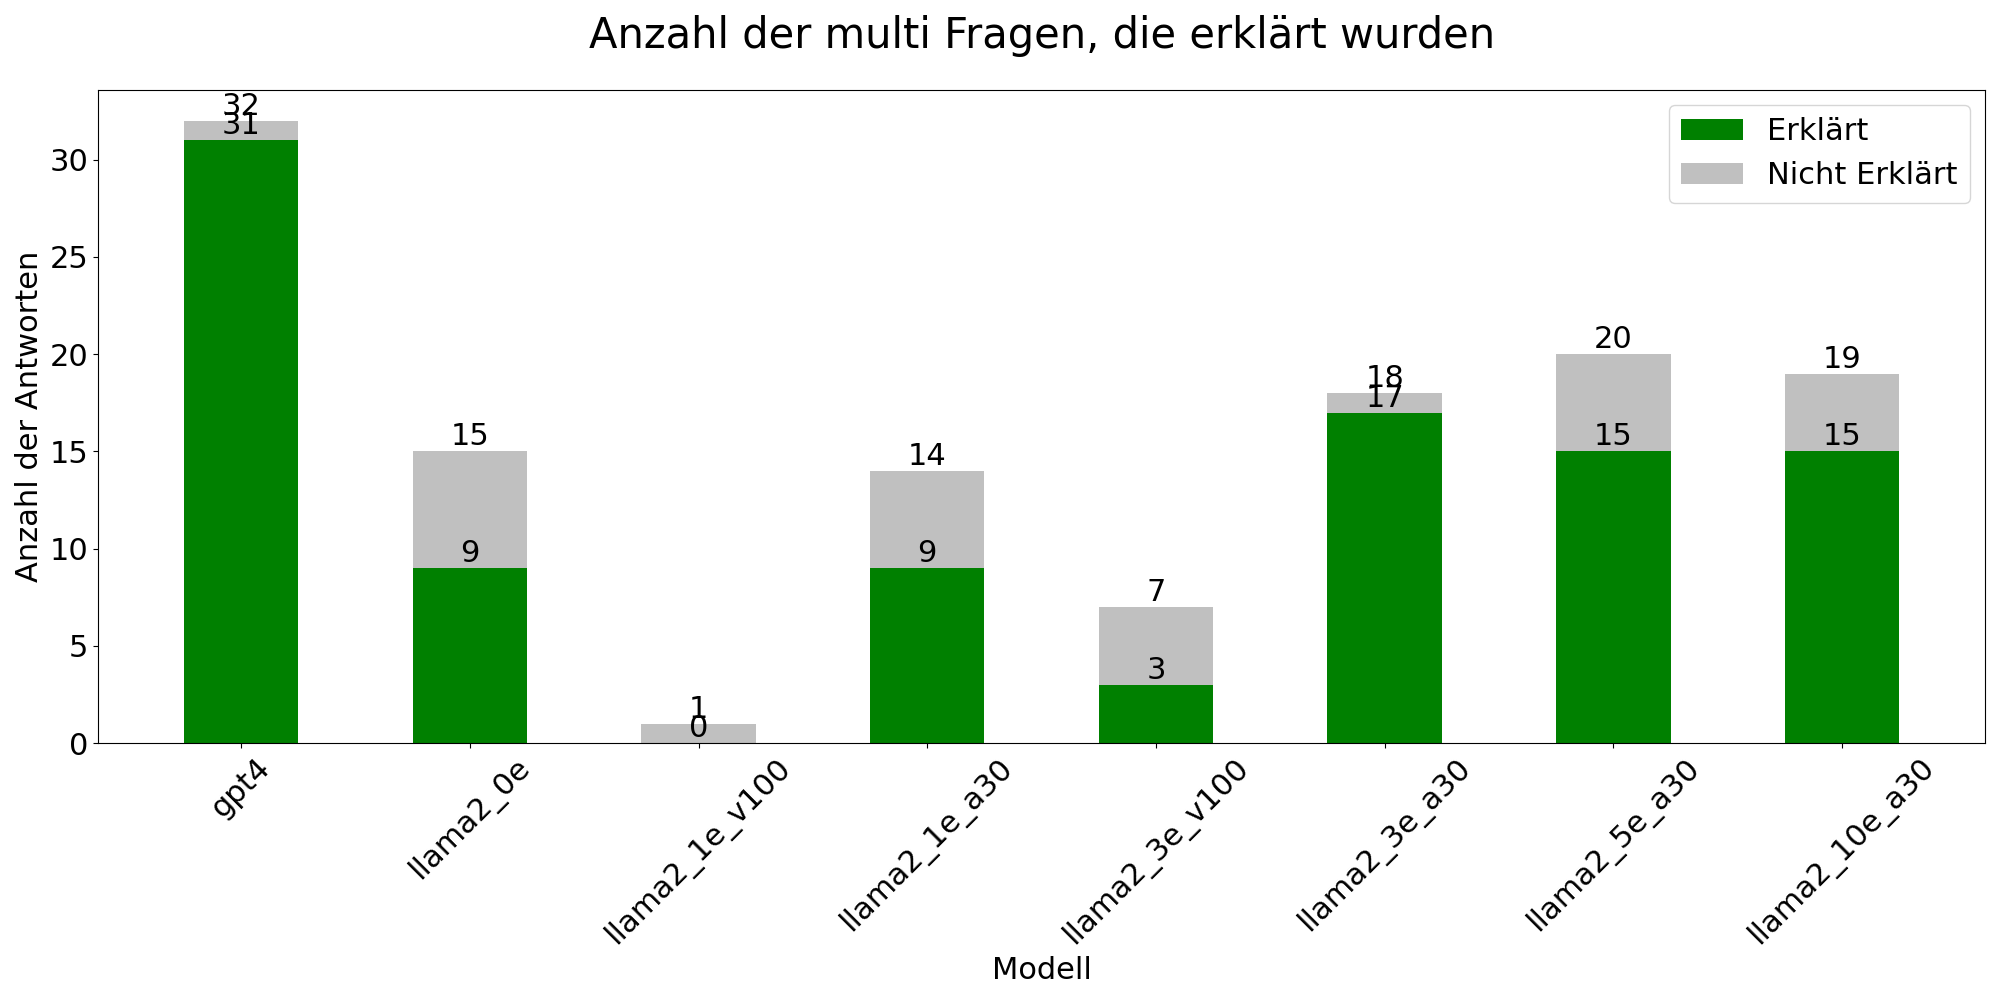 Anzahl der multi Fragen, die erklärt wurden
Erklärt
Nicht Erklärt
Anzahl der Antworten
30
25
20
15
10
5
0
32
31
15
9
1
0
14
9
7
3
18
17
20
15
19
15
gpt4
llama2_0e
llama2_1e_v100
llama2_1e_a30
llama2_3e_v100
llama2_3e_a30
llama2_5e_a30
llama2_10e_a30
Modell